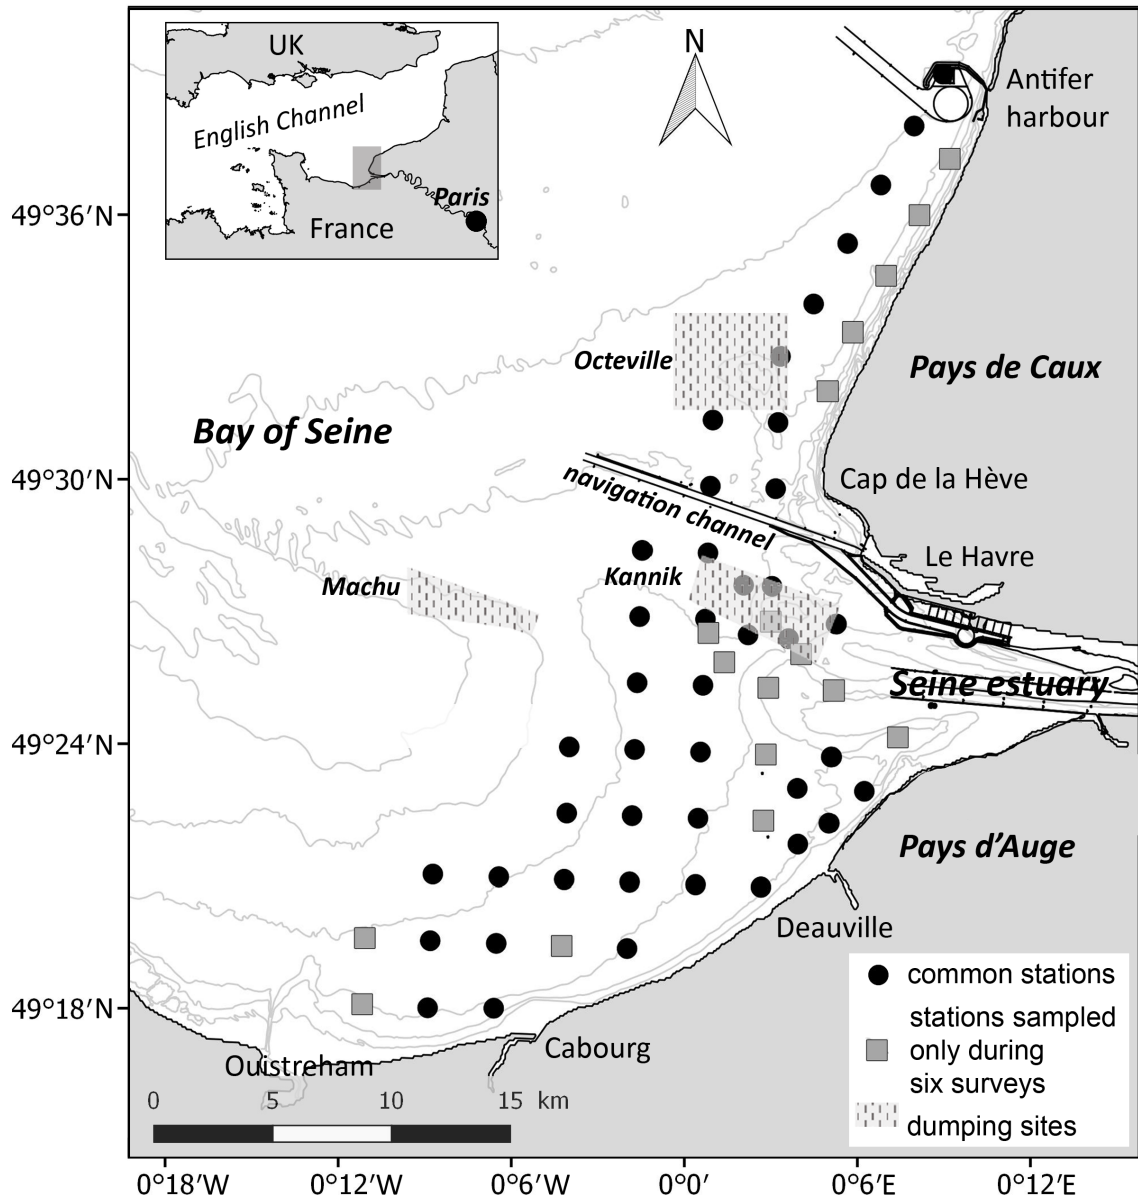 UK
English Channel
Paris
France
N
Antifer
harbour
49°36′N
Octeville
Pays de Caux
Bay of Seine
49°30′N
Cap de la Hève
navigation channel
Le Havre
Machu
Kannik
Seine estuary
49°24′N
Pays d’Auge
Deauville
49°18′N
Cabourg
Ouistreham
common stations
stations sampled
only during
six surveys
dumping sites
0 5 10 15 km
0°18′W 0°12′W 0°6′W 0°0′ 0°6′E 0°12′E